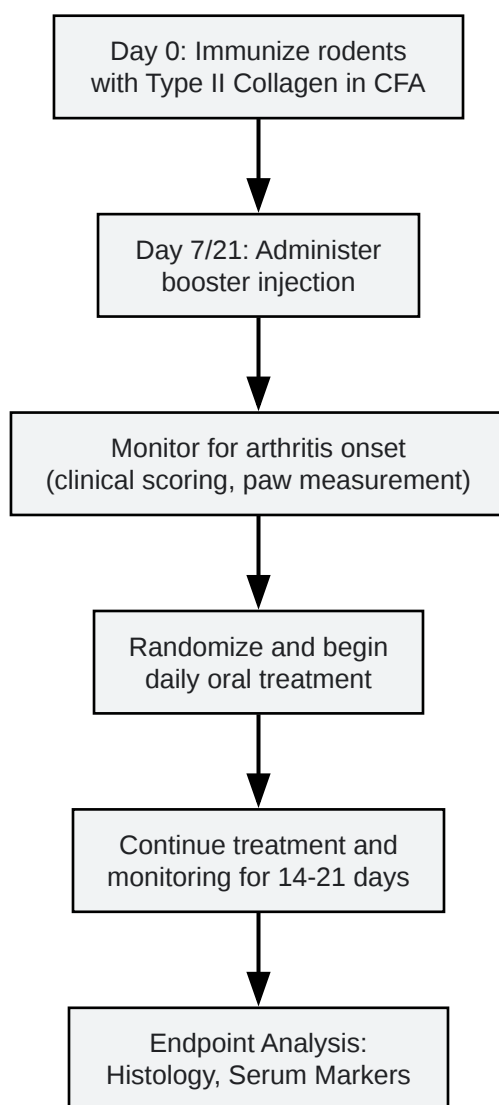 Day 0: Immunize rodents
with Type II Collagen in CFA
Day 7/21: Administer
booster injection
Monitor for arthritis onset
(clinical scoring, paw measurement)
Randomize and begin
daily oral treatment
Continue treatment and
monitoring for 14-21 days
Endpoint Analysis:
Histology, Serum Markers